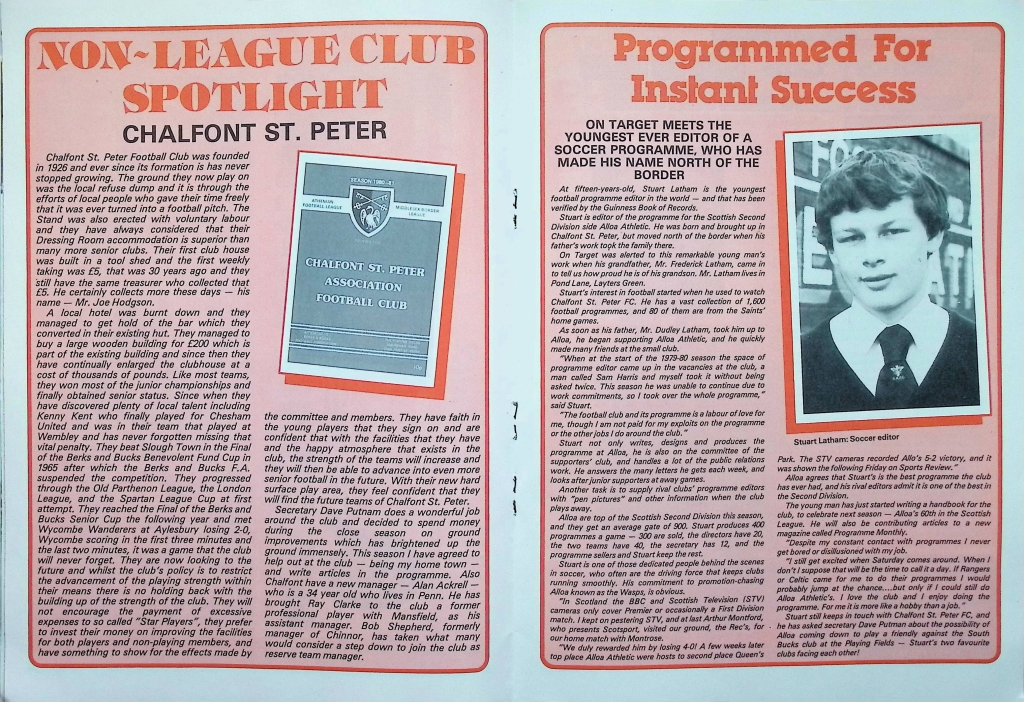 NON-LEAGUE CLUB
SPOTLIGHT
CHALFONT ST. PETER
Chalfont St. Peter Football Club was founded
in 1926 and ever since its formation is has never
stopped growing. The ground they now play on
was the local refuse dump and it is through the
efforts of local people who gave their time freely
that it was ever turned into a football pitch. The
Stand was also erected with voluntary labour
and they have always considered that their
Dressing Room accommodation is superior than
many more senior clubs. Their first club house
was built in a tool shed and the first weekly
taking was £5, that was 30 years ago and they
still have the same treasurer who collected that
£5. He certainly collects more these days — his
name — Mr. Joe Hodgson.
A local hotel was burnt down and they
managed to get hold of the bar which they
converted in their existing hut. They managed to
buy a large wooden building for £200 which is
part of the existing building and since then they
have continually enlarged the clubhouse at a
cost of thousands of pounds. Like most teams,
they won most of the junior championships and
finally obtained senior status. Since when they
have discovered plenty of local talent including
Kenny Kent who finally played for Chesham
United and was in their team that played at
Wembley and has never forgotten missing that
vital penalty. They beat Slough Town in the Final
of the Berks and Bucks Benevolent Fund Cup in
1965 after which the Berks and Bucks F.A.
suspended the competition. They progressed
through the Old Parthenon League, the London
League, and the Spartan League Cup at first
attempt. They reached the Final of the Berks and
Bucks Senior Cup the following year and met
Wycombe Wanderers at Aylesbury losing 2-0,
Wycombe scoring in the first three minutes and
the last two minutes, it was a game that the club
will never forget. They are now looking to the
future and whilst the club's policy is to restrict
the advancement of the playing strength within
their means there is no holding back with the
building up of the strength of the club. They will
not encourage the payment of excessive
expenses to so called "Star Players", they prefer
to invest their money on improving the facilities
for both players and non-playing members, and
have something to show for the effects made by
SEASON 1980-81
ATHENIAN
FOOTBALL LEAGUE
MIDDLESEX BORDER
LEAGUE
CHALFONT ST. PETER
ASSOCIATION
FOOTBALL CLUB
the committee and members. They have faith in
the young players that they sign on and are
confident that with the facilities that they have
and the happy atmosphere that exists in the
club, the strength of the teams will increase and
they will then be able to advance into even more
senior football in the future. With their new hard
surface play area, they feel confident that they
will find the future teams of Chalfont St. Peter.
Secretary Dave Putnam does a wonderful job
around the club and decided to spend money
during the close season on ground
improvements which has brightened up the
ground immensely. This season I have agreed to
help out at the club — being my home town —
and write articles in the programme. Also
Chalfont have a new manager — Alan Ackrell —
who is a 34 year old who lives in Penn. He has
brought Ray Clarke to the club a former
professional player with Mansfield, as his
assistant manager. Bob Shepherd, formerly
manager of Chinnor, has taken what many
would consider a step down to join the club as
reserve team manager.
Programmed For
Instant Success
ON TARGET MEETS THE
YOUNGEST EVER EDITOR OF A
SOCCER PROGRAMME, WHO HAS
MADE HIS NAME NORTH OF THE
BORDER
At fifteen-years-old, Stuart Latham is the youngest
football programme editor in the world — and that has been
verified by the Guinness Book of Records.
Stuart is editor of the programme for the Scottish Second
Division side Alloa Athletic. He was born and brought up in
Chalfont St. Peter, but moved north of the border when his
father's work took the family there.
On Target was alerted to this remarkable young man's
work when his grandfather, Mr. Frederick Latham, came in
to tell us how proud he is of his grandson. Mr. Latham lives in
Pond Lane, Layters Green.
Stuart's interest in football started when he used to watch
Chalfont St. Peter FC. He has a vast collection of 1,600
football programmes, and 80 of them are from the Saints'
home games.
As soon as his father, Mr. Dudley Latham, took him up to
Alloa, he began supporting Alloa Athletic, and he quickly
made many friends at the small club.
"When at the start of the 1979-80 season the space of
programme editor came up in the vacancies at the club, a
man called Sam Harris and myself took it without being
asked twice. This season he was unable to continue due to
work commitments, so I took over the whole programme,"
said Stuart.
"The football club and its programme is a labour of love for
me, though I am not paid for my exploits on the programme
or the other jobs I do around the club."
Stuart not only writes, designs and produces the
programme at Alloa, he is also on the committee of the
supporters' club, and handles a lot of the public relations
work. He answers the many letters he gets each week, and
looks after junior supporters at away games.
Another task is to supply rival clubs' programme editors
with "pen pictures" and other information when the club
plays away.
Alloa are top of the Scottish Second Division this season,
and they get an average gate of 900. Stuart produces 400
programmes a game — 300 are sold, the directors have 20,
the two teams have 40, the secretary has 12, and the
programme sellers and Stuart keep the rest.
Stuart is one of those dedicated people behind the scenes
in soccer, who often are the driving force that keeps clubs
running smoothly. His commitment to promotion-chasing
Alloa known as the Wasps, is obvious.
"In Scotland the BBC and Scottish Television (STV)
cameras only cover Premier or occasionally a First Division
match. I kept on pestering STV, and at last Arthur Montford,
who presents Scotsport, visited our ground, the Rec's, for
our home match with Montrose.
"We duly rewarded him by losing 4-0! A few weeks later
top place Alloa Athletic were hosts to second place Queen's
Stuart Latham: Soccer editor
Park. The STV cameras recorded Allo's 5-2 victory, and it
was shown the following Friday on Sports Review."
Alloa agrees that Stuart's is the best programme the club
has ever had, and his rival editors admit it is one of the best in
the Second Division.
The young man has just started writing a handbook for the
club, to celebrate next season — Alloa's 60th in the Scottish
League. He will also be contributing articles to a new
magazine called Programme Monthly.
"Despite my constant contact with programmes I never
get bored or disillusioned with my job.
"I still get excited when Saturday comes around. When I
don't I suppose that will be the time to call it a day. If Rangers
or Celtic came for me to do their programmes I would
probably jump at the chance....but only if I could still do
Alloa Athletic's. I love the club and I enjoy doing the
programme. For me it is more like a hobby than a job."
Stuart still keeps in touch with Chalfont St. Peter FC, and
he has asked secretary Dave Putman about the possibility of
Alloa coming down to play a friendly against the South
Bucks club at the Playing Fields — Stuart's two favourite
clubs facing each other!